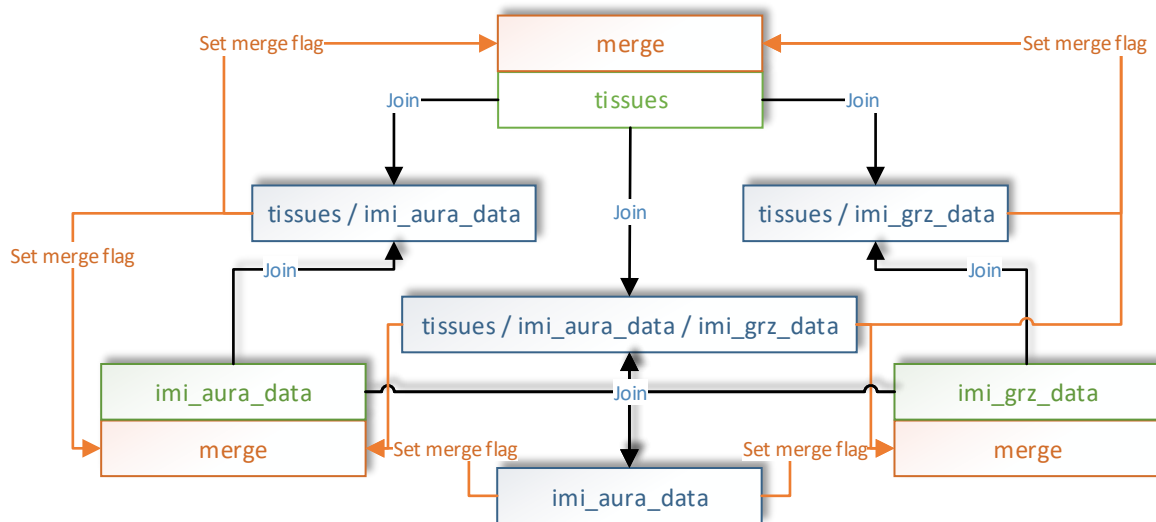 Set merge flag
merge
Set merge flag
Join
tissues
Join
tissues / imi_aura_data
Join
tissues / imi_grz_data
Set merge flag
Join
Join
tissues / imi_aura_data / imi_grz_data
imi_aura_data
Join
imi_grz_data
merge
Set merge flag
Set merge flag
merge
imi_aura_data